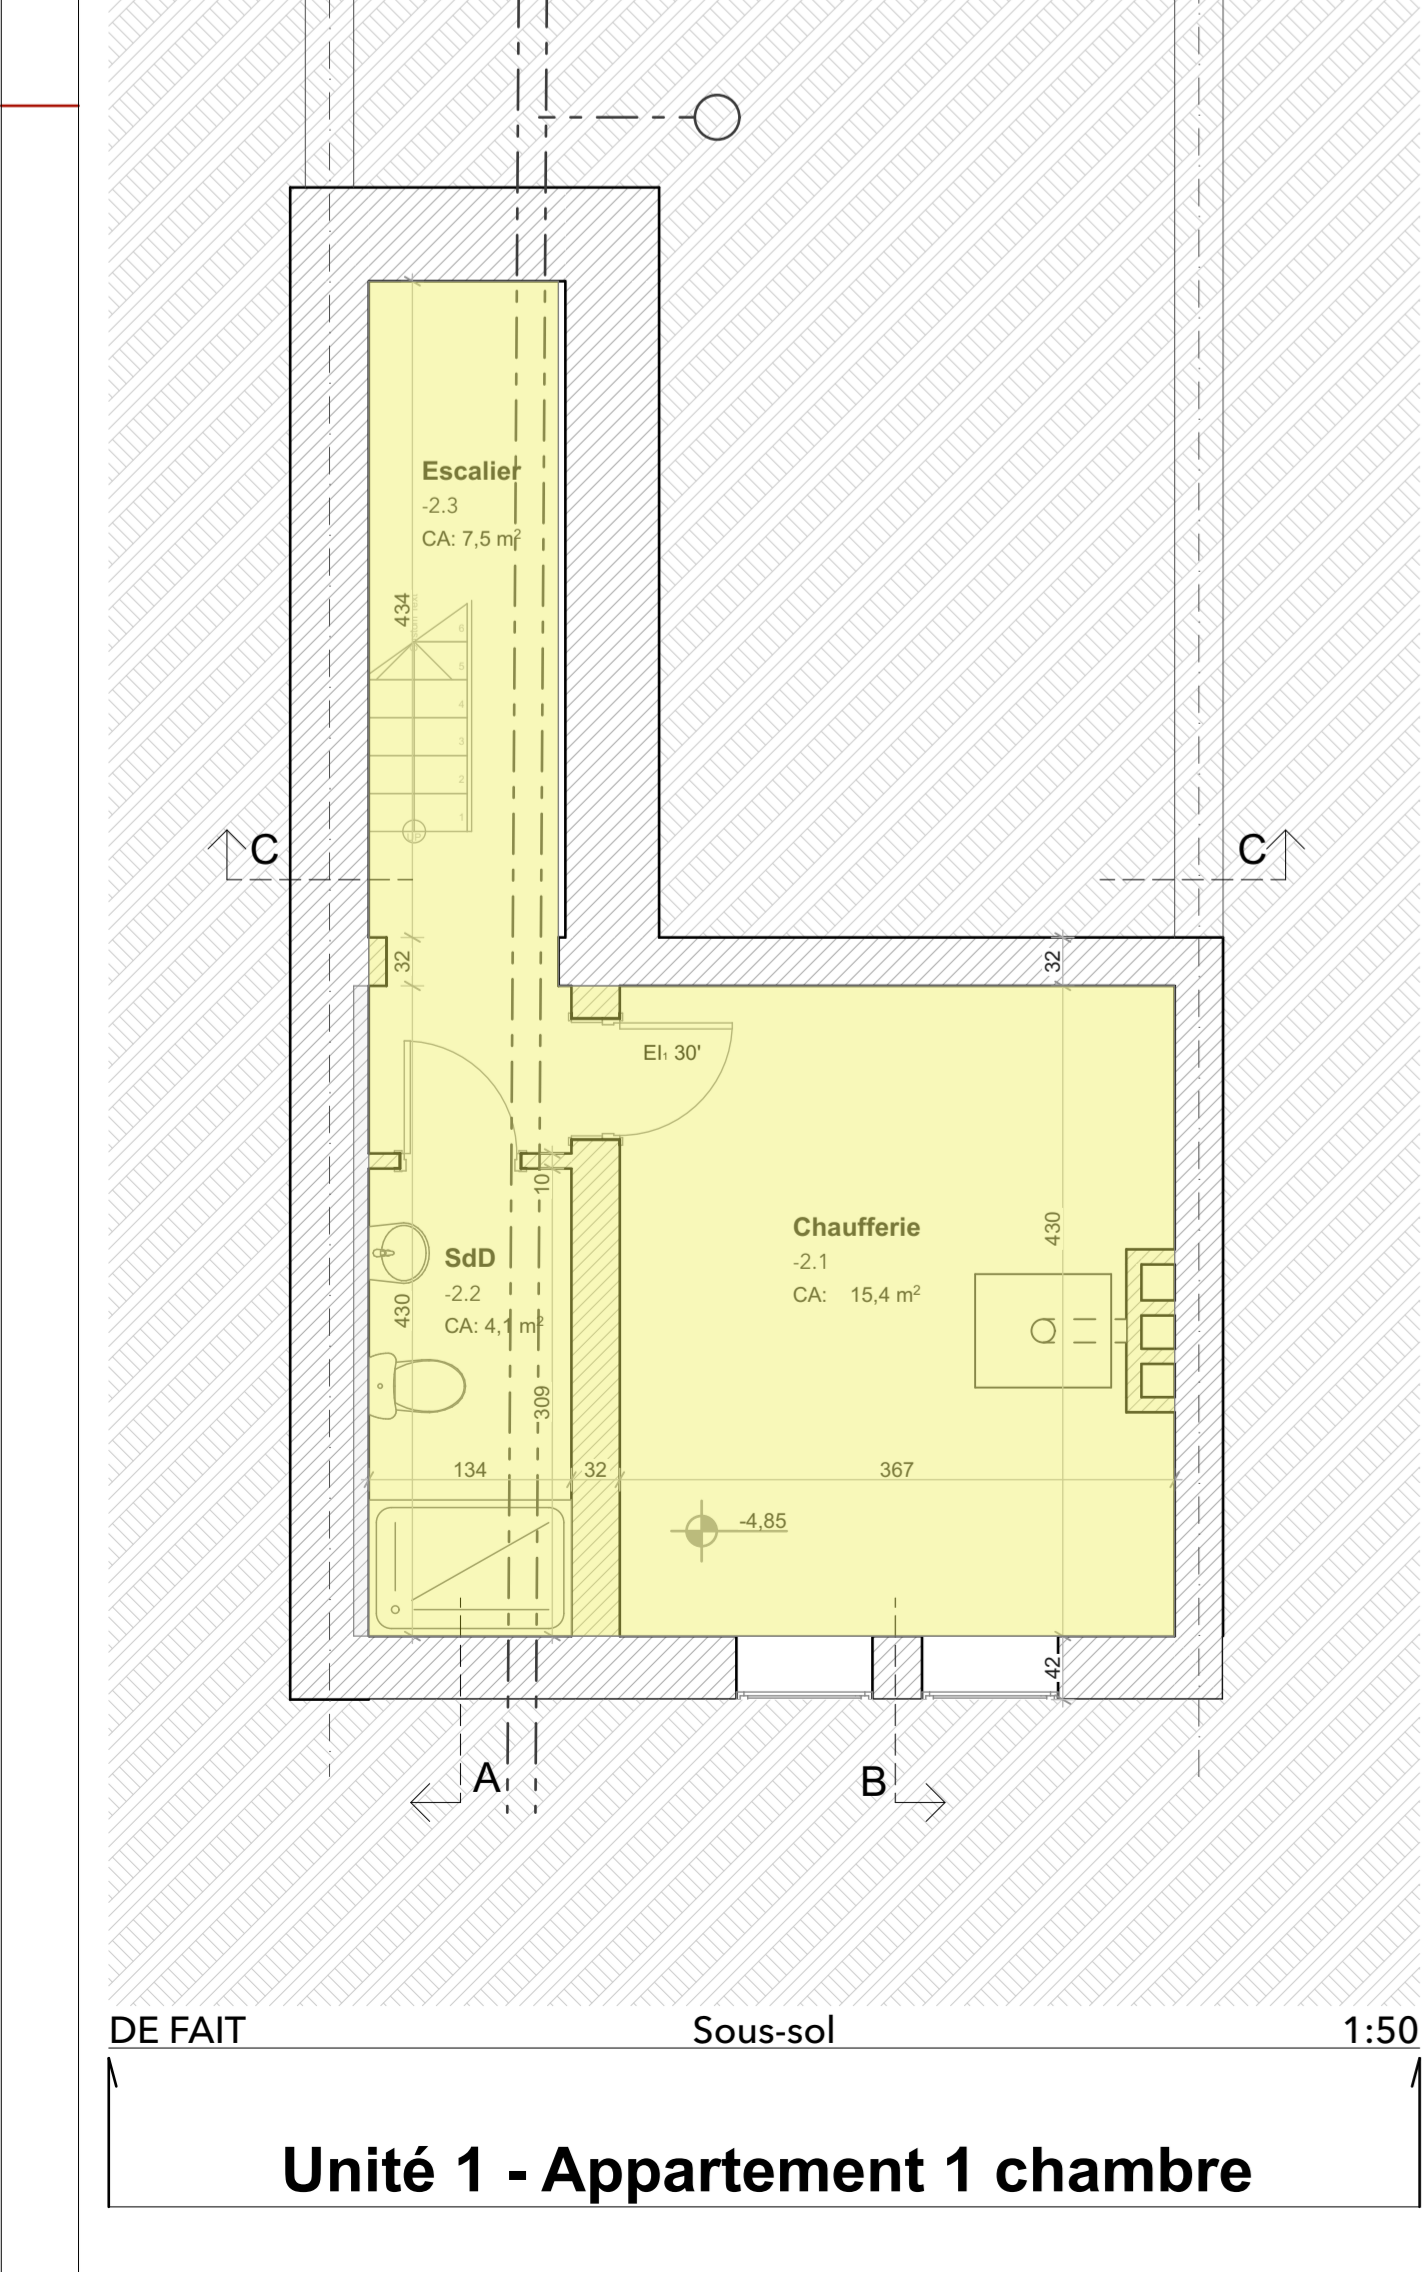 Escalier
-2.3
CA: 7,5 m²
434
6
5
4
3
2
1
UP
C
C
32
32
EI₁ 30'
10
Chaufferie
-2.1
CA: 15,4 m²
430
SdD
-2.2
CA: 4,1 m²
430
309
134
32
367
-4,85
42
A
B
DE FAIT
Sous-sol
1:50
Unité 1 - Appartement 1 chambre